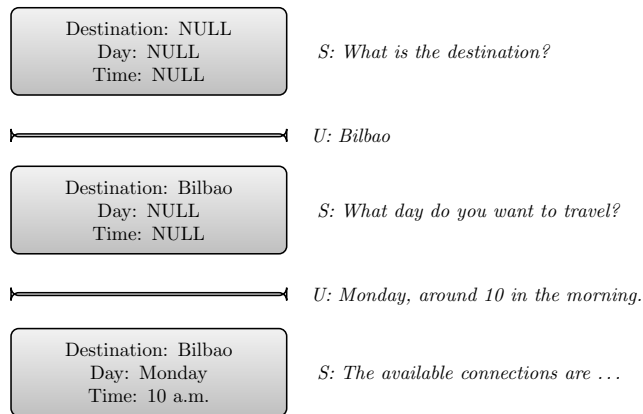 Destination: NULL
Day: NULL
Time: NULL
S: What is the destination?
U: Bilbao
Destination: Bilbao
Day: NULL
Time: NULL
S: What day do you want to travel?
U: Monday, around 10 in the morning.
Destination: Bilbao
Day: Monday
Time: 10 a.m.
S: The available connections are ...